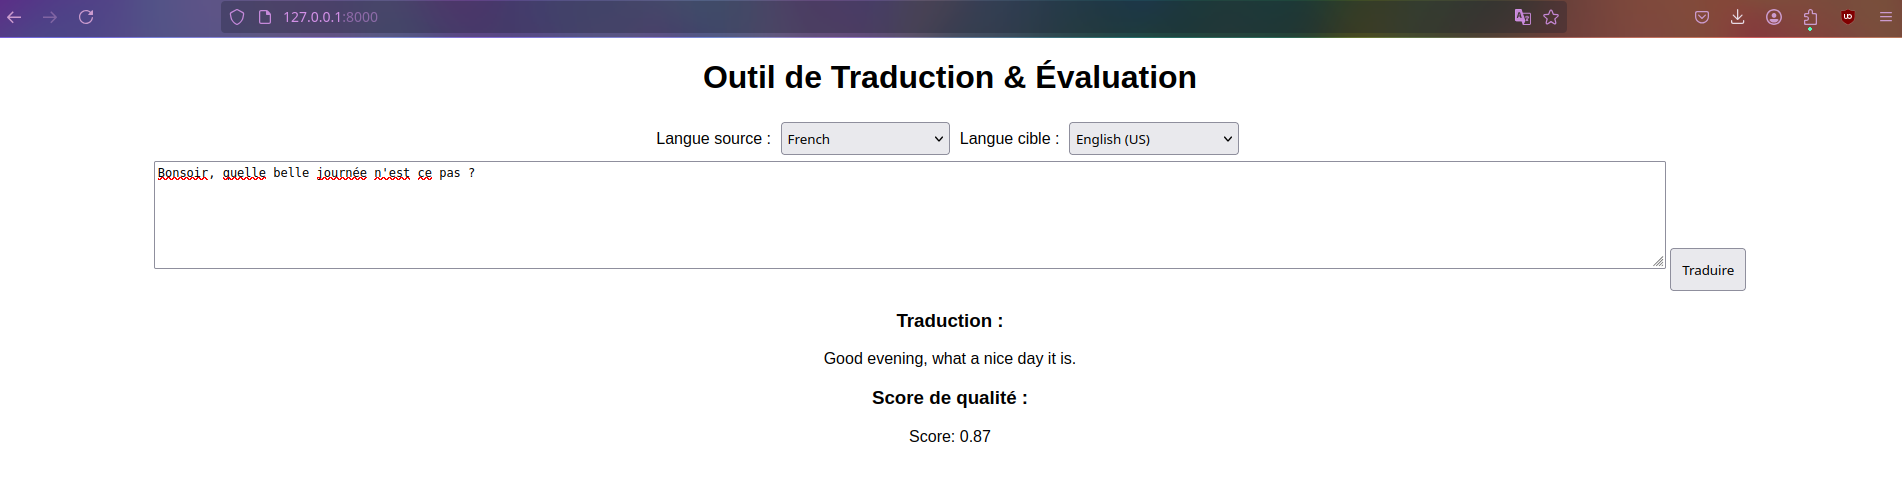 127.0.0.1:8000
Outil de Traduction & Évaluation
Langue source : French Langue cible : English (US)
Bonsoir, quelle belle journée n'est ce pas ?
Traduire
Traduction :
Good evening, what a nice day it is.
Score de qualité :
Score: 0.87